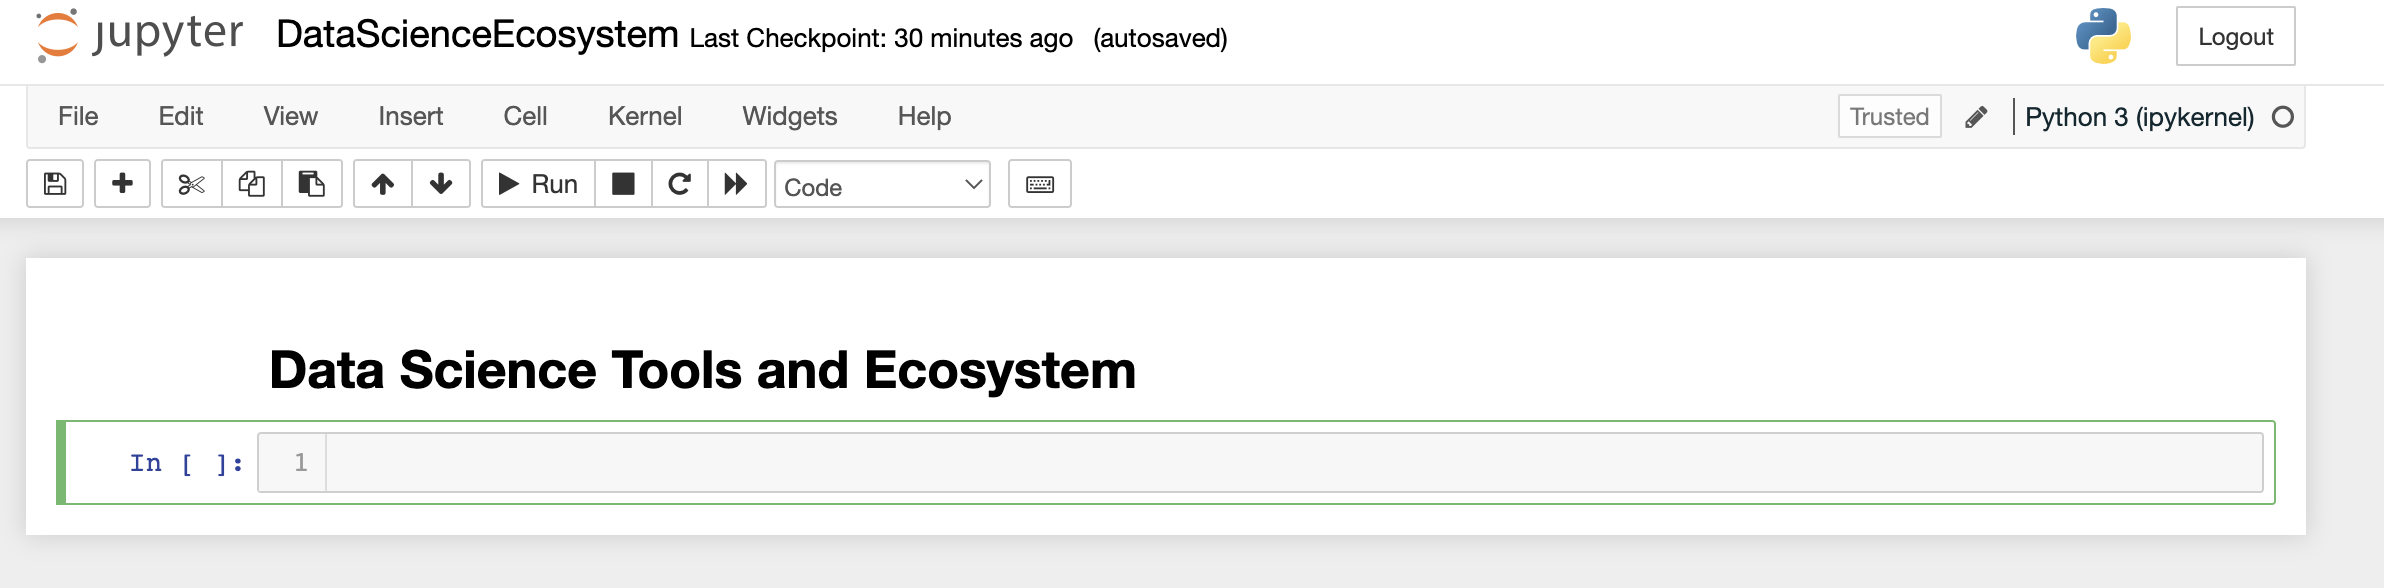 jupyter DataScienceEcosystem Last Checkpoint: 30 minutes ago (autosaved) Logout
File Edit View Insert Cell Kernel Widgets Help Trusted Python 3 (ipykernel)
Run Code
Data Science Tools and Ecosystem
In [ ]: 1